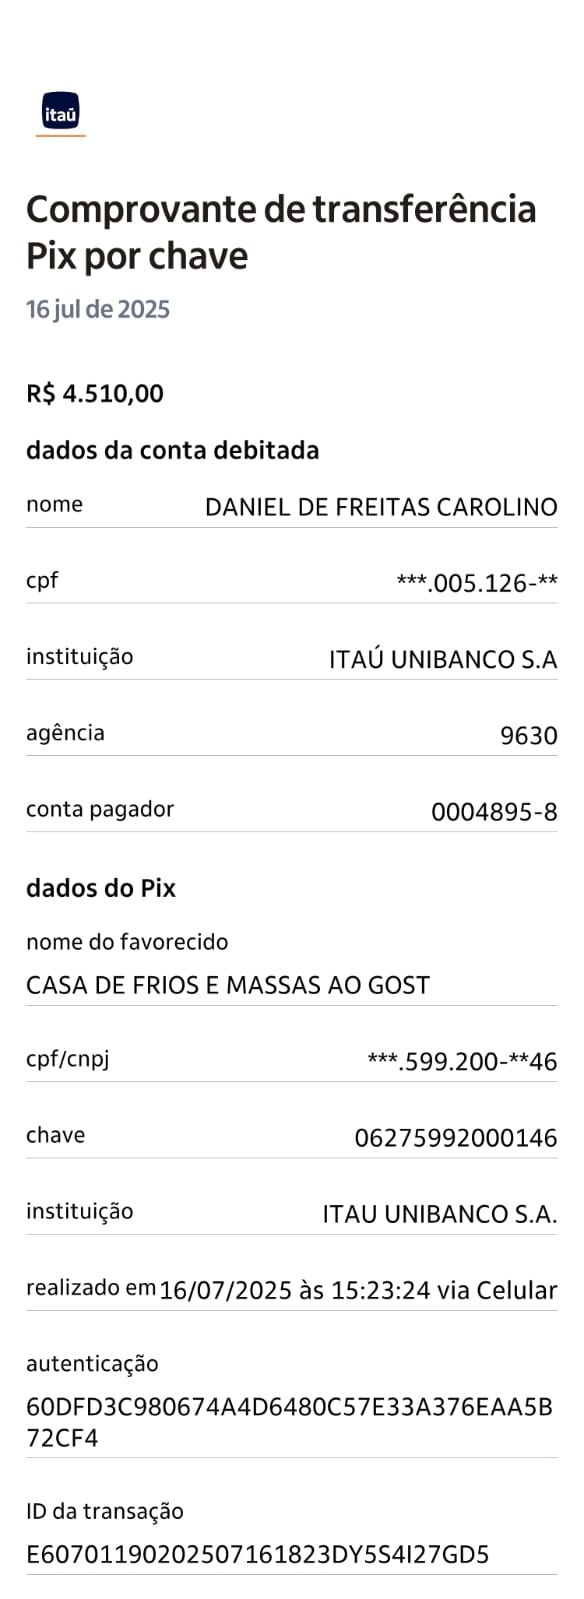 itaú
Comprovante de transferência
Pix por chave
16 jul de 2025
R$ 4.510,00
dados da conta debitada
nome DANIEL DE FREITAS CAROLINO
cpf ***.005.126-**
instituição ITAÚ UNIBANCO S.A
agência 9630
conta pagador 0004895-8
dados do Pix
nome do favorecido
CASA DE FRIOS E MASSAS AO GOST
cpf/cnpj ***.599.200-**46
chave 06275992000146
instituição ITAU UNIBANCO S.A.
realizado em 16/07/2025 às 15:23:24 via Celular
autenticação
60DFD3C980674A4D6480C57E33A376EAA5B
72CF4
ID da transação
E60701190202507161823DY5S4I27GD5